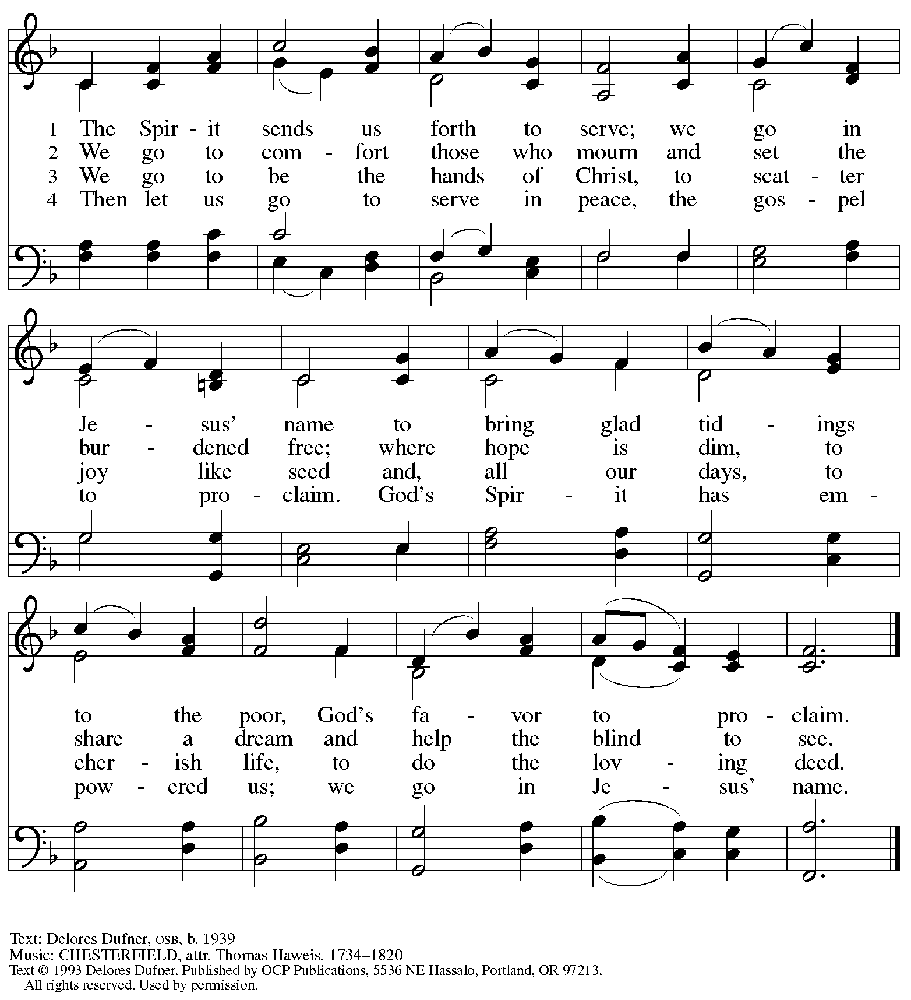 1 The Spir - it sends us forth to serve; we go in
2 We go to com - fort those who mourn and set the
3 We go to be the hands of Christ, to scat - ter
4 Then let us go to serve in peace, the gos - pel
Je - sus’ name to bring glad tid - ings
bur - dened free; where hope is dim, to
joy like seed and, all our days, to
to pro - claim. God’s Spir - it has em -
to the poor, God’s fa - vor to pro - claim.
share a dream and help the blind to see.
cher - ish life, to do the lov - ing deed.
pow - ered us; we go in Je - sus’ name.
Text: Delores Dufner, OSB, b. 1939
Music: CHESTERFIELD, attr. Thomas Haweis, 1734–1820
Text © 1993 Delores Dufner. Published by OCP Publications, 5536 NE Hassalo, Portland, OR 97213.
All rights reserved. Used by permission.